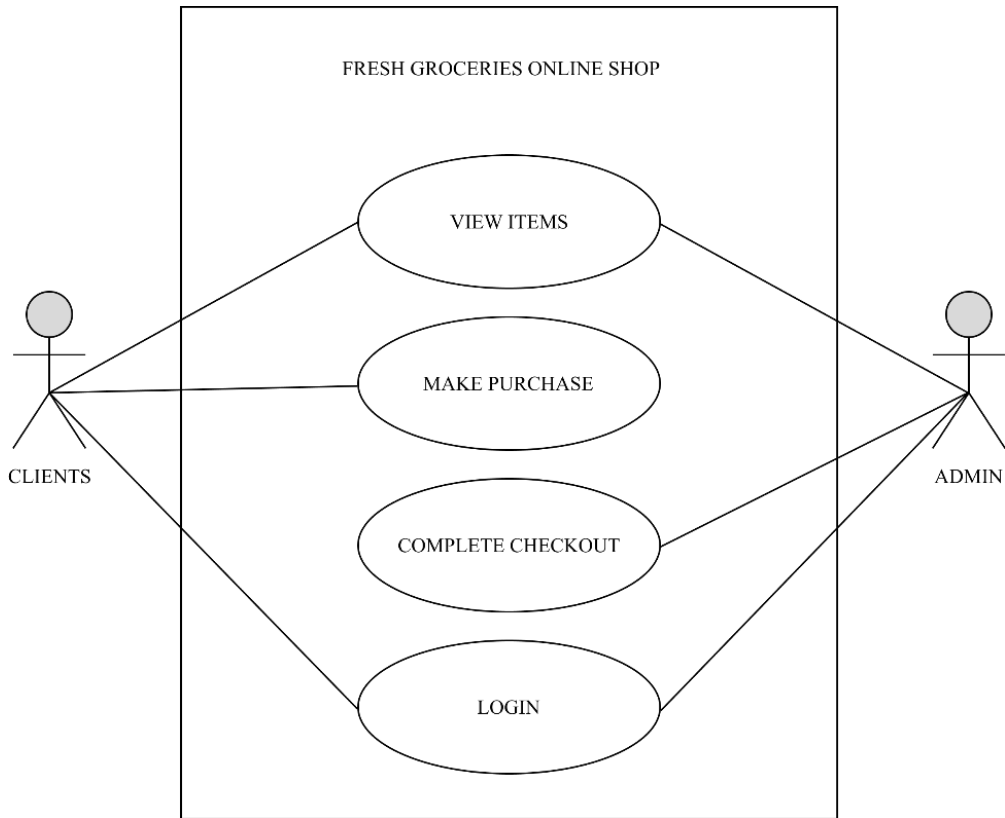 FRESH GROCERIES ONLINE SHOP
VIEW ITEMS
MAKE PURCHASE
CLIENTS
ADMIN
COMPLETE CHECKOUT
LOGIN